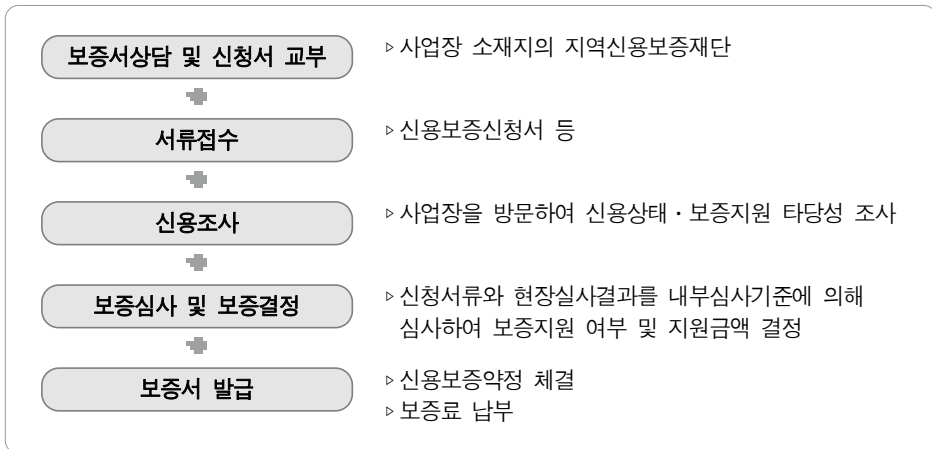 보증서상담 및 신청서 교부
▹사업장 소재지의 지역신용보증재단
서류접수
▹신용보증신청서 등
신용조사
▹사업장을 방문하여 신용상태·보증지원 타당성 조사
보증심사 및 보증결정
▹신청서류와 현장실사결과를 내부심사기준에 의해
심사하여 보증지원 여부 및 지원금액 결정
보증서 발급
▹신용보증약정 체결
▹보증료 납부